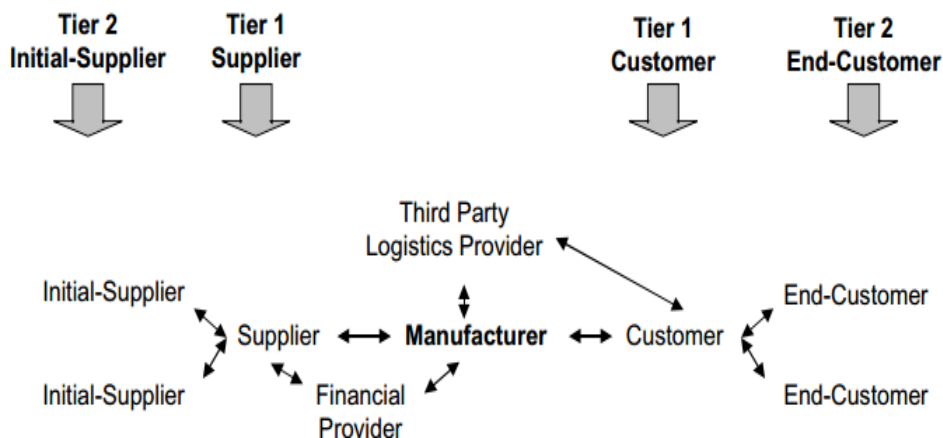 Tier 2
Initial-Supplier
Tier 1
Supplier
Tier 1
Customer
Tier 2
End-Customer
Third Party
Logistics Provider
Initial-Supplier
End-Customer
Supplier
Manufacturer
Customer
Initial-Supplier
Financial
Provider
End-Customer